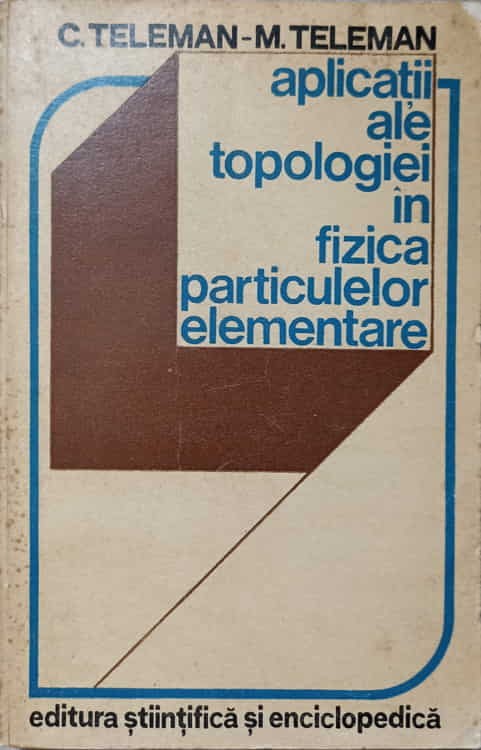 C. TELEMAN-M. TELEMAN
aplicații
ale
topologiei
în
fizica
particulelor
elementare
editura științifică și enciclopedică